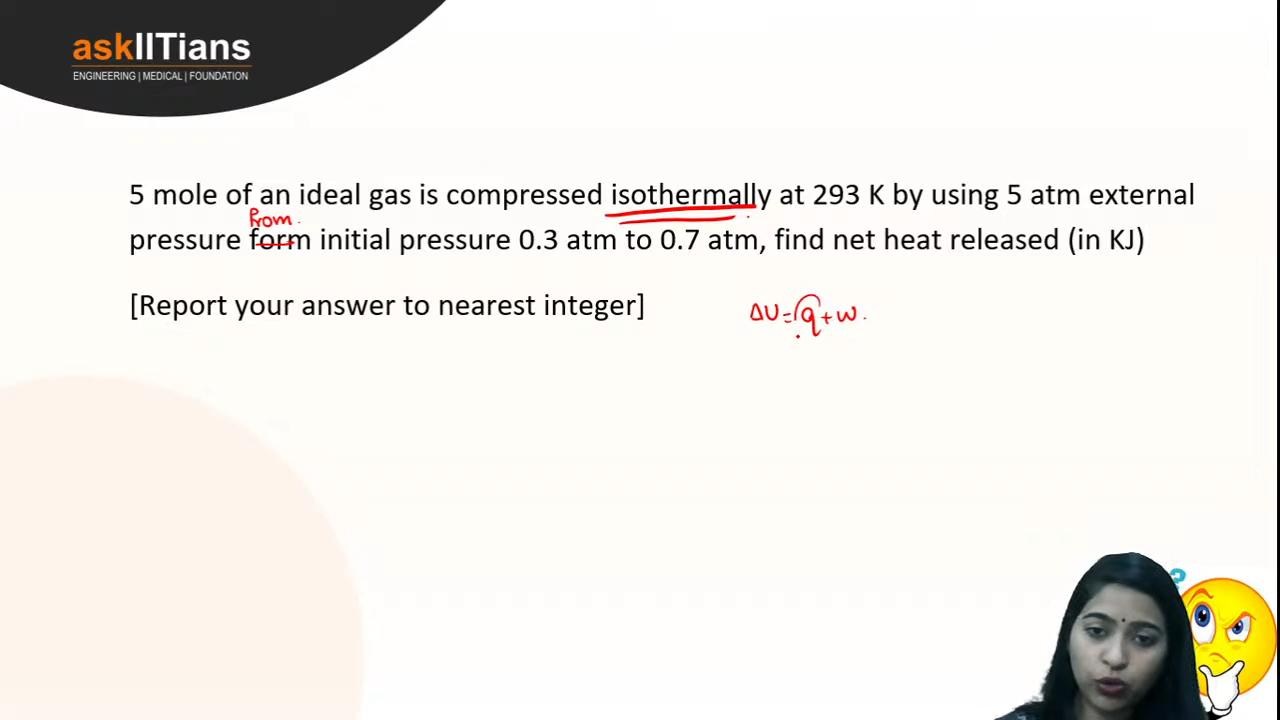 askIITians
ENGINEERING | MEDICAL | FOUNDATION
5 mole of an ideal gas is compressed isothermally at 293 K by using 5 atm external
from
pressure form initial pressure 0.3 atm to 0.7 atm, find net heat released (in KJ)
[Report your answer to nearest integer]
ΔU=q+w.
?